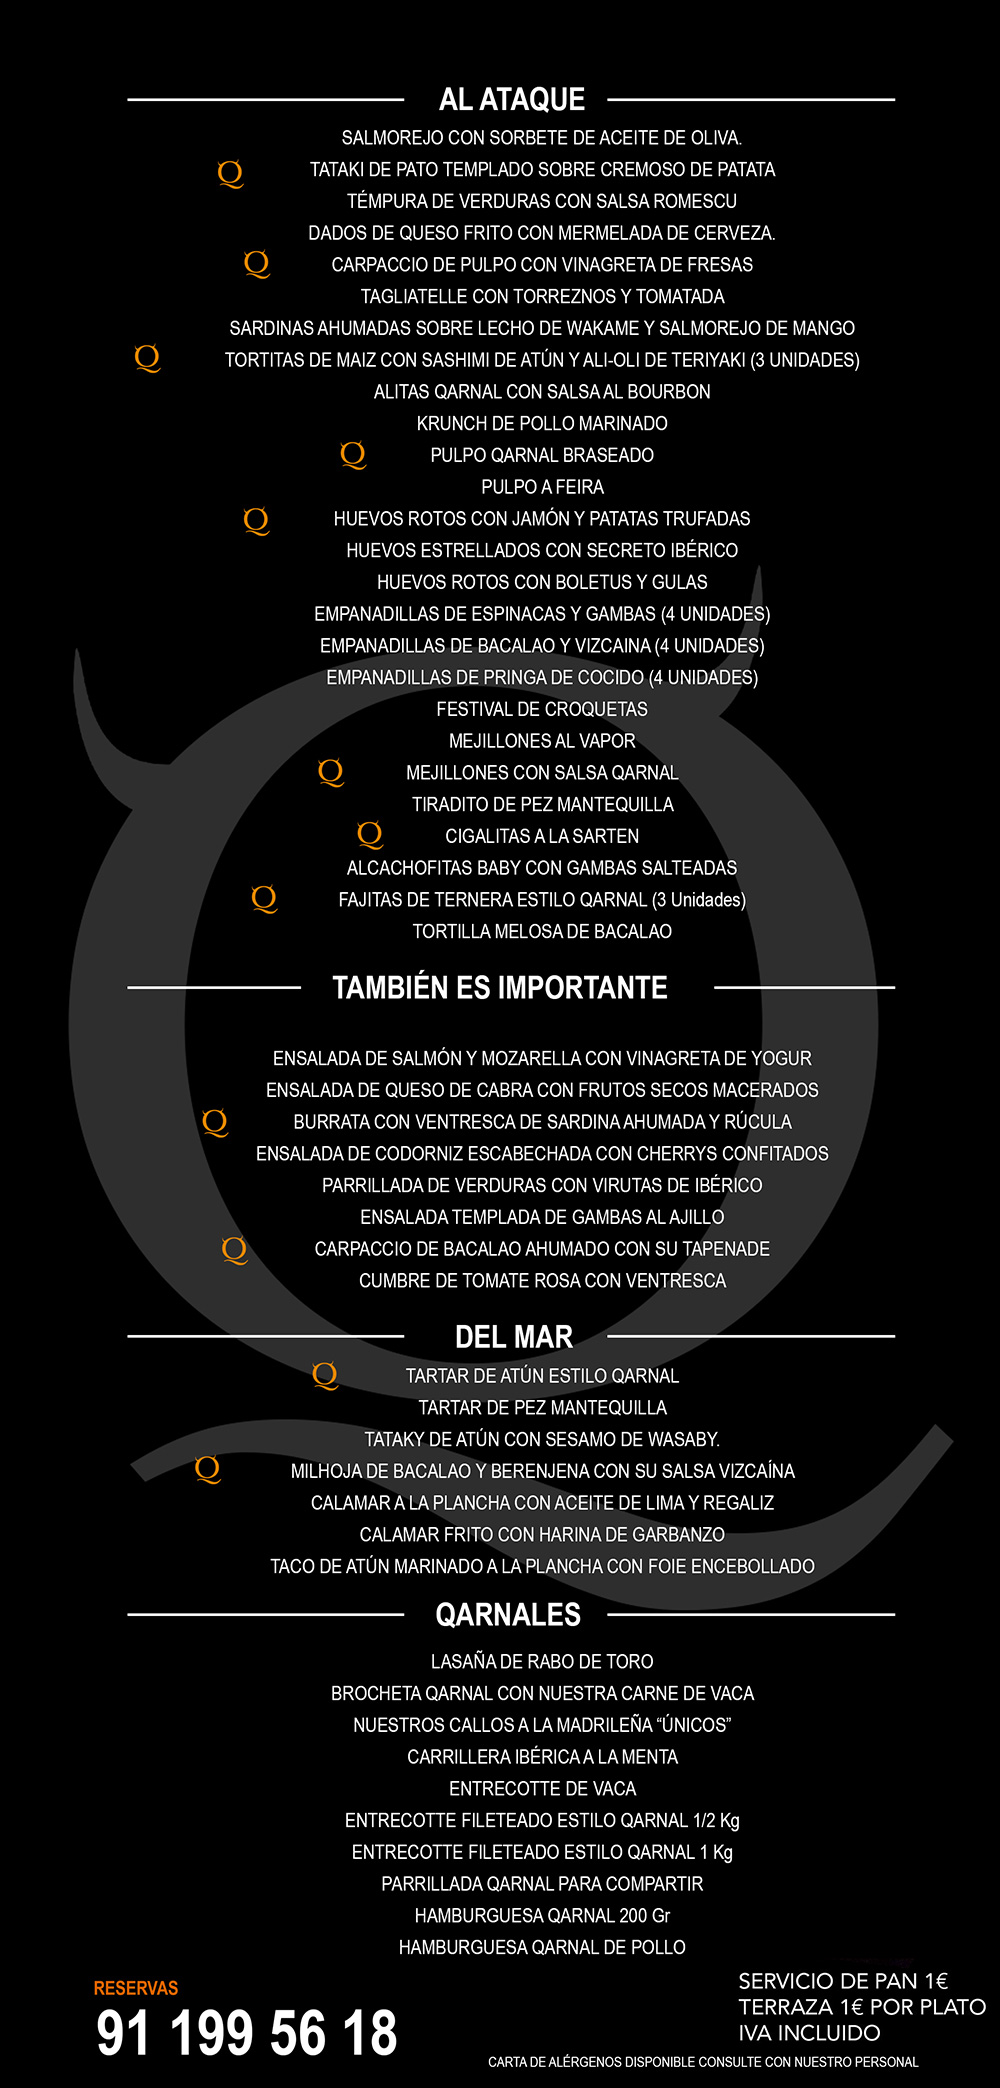 AL ATAQUE
SALMOREJO CON SORBETE DE ACEITE DE OLIVA.
TATAKI DE PATO TEMPLADO SOBRE CREMOSO DE PATATA
TÉMPURA DE VERDURAS CON SALSA ROMESCU
DADOS DE QUESO FRITO CON MERMELADA DE CERVEZA.
CARPACCIO DE PULPO CON VINAGRETA DE FRESAS
TAGLIATELLE CON TORREZNOS Y TOMATADA
SARDINAS AHUMADAS SOBRE LECHO DE WAKAME Y SALMOREJO DE MANGO
TORTITAS DE MAIZ CON SASHIMI DE ATÚN Y ALI-OLI DE TERIYAKI (3 UNIDADES)
ALITAS QARNAL CON SALSA AL BOURBON
KRUNCH DE POLLO MARINADO
PULPO QARNAL BRASEADO
PULPO A FEIRA
HUEVOS ROTOS CON JAMÓN Y PATATAS TRUFADAS
HUEVOS ESTRELLADOS CON SECRETO IBÉRICO
HUEVOS ROTOS CON BOLETUS Y GULAS
EMPANADILLAS DE ESPINACAS Y GAMBAS (4 UNIDADES)
EMPANADILLAS DE BACALAO Y VIZCAINA (4 UNIDADES)
EMPANADILLAS DE PRINGA DE COCIDO (4 UNIDADES)
FESTIVAL DE CROQUETAS
MEJILLONES AL VAPOR
MEJILLONES CON SALSA QARNAL
TIRADITO DE PEZ MANTEQUILLA
CIGALITAS A LA SARTEN
ALCACHOFITAS BABY CON GAMBAS SALTEADAS
FAJITAS DE TERNERA ESTILO QARNAL (3 Unidades)
TORTILLA MELOSA DE BACALAO
TAMBIÉN ES IMPORTANTE
ENSALADA DE SALMÓN Y MOZARELLA CON VINAGRETA DE YOGUR
ENSALADA DE QUESO DE CABRA CON FRUTOS SECOS MACERADOS
BURRATA CON VENTRESCA DE SARDINA AHUMADA Y RÚCULA
ENSALADA DE CODORNIZ ESCABECHADA CON CHERRYS CONFITADOS
PARRILLADA DE VERDURAS CON VIRUTAS DE IBÉRICO
ENSALADA TEMPLADA DE GAMBAS AL AJILLO
CARPACCIO DE BACALAO AHUMADO CON SU TAPENADE
CUMBRE DE TOMATE ROSA CON VENTRESCA
DEL MAR
TARTAR DE ATÚN ESTILO QARNAL
TARTAR DE PEZ MANTEQUILLA
TATAKY DE ATÚN CON SESAMO DE WASABY.
MILHOJA DE BACALAO Y BERENJENA CON SU SALSA VIZCAÍNA
CALAMAR A LA PLANCHA CON ACEITE DE LIMA Y REGALIZ
CALAMAR FRITO CON HARINA DE GARBANZO
TACO DE ATÚN MARINADO A LA PLANCHA CON FOIE ENCEBOLLADO
QARNALES
LASAÑA DE RABO DE TORO
BROCHETA QARNAL CON NUESTRA CARNE DE VACA
NUESTROS CALLOS A LA MADRILEÑA “ÚNICOS”
CARRILLERA IBÉRICA A LA MENTA
ENTRECOTTE DE VACA
ENTRECOTTE FILETEADO ESTILO QARNAL 1/2 Kg
ENTRECOTTE FILETEADO ESTILO QARNAL 1 Kg
PARRILLADA QARNAL PARA COMPARTIR
HAMBURGUESA QARNAL 200 Gr
HAMBURGUESA QARNAL DE POLLO
RESERVAS
91 199 56 18
SERVICIO DE PAN 1€
TERRAZA 1€ POR PLATO
IVA INCLUIDO
CARTA DE ALÉRGENOS DISPONIBLE CONSULTE CON NUESTRO PERSONAL